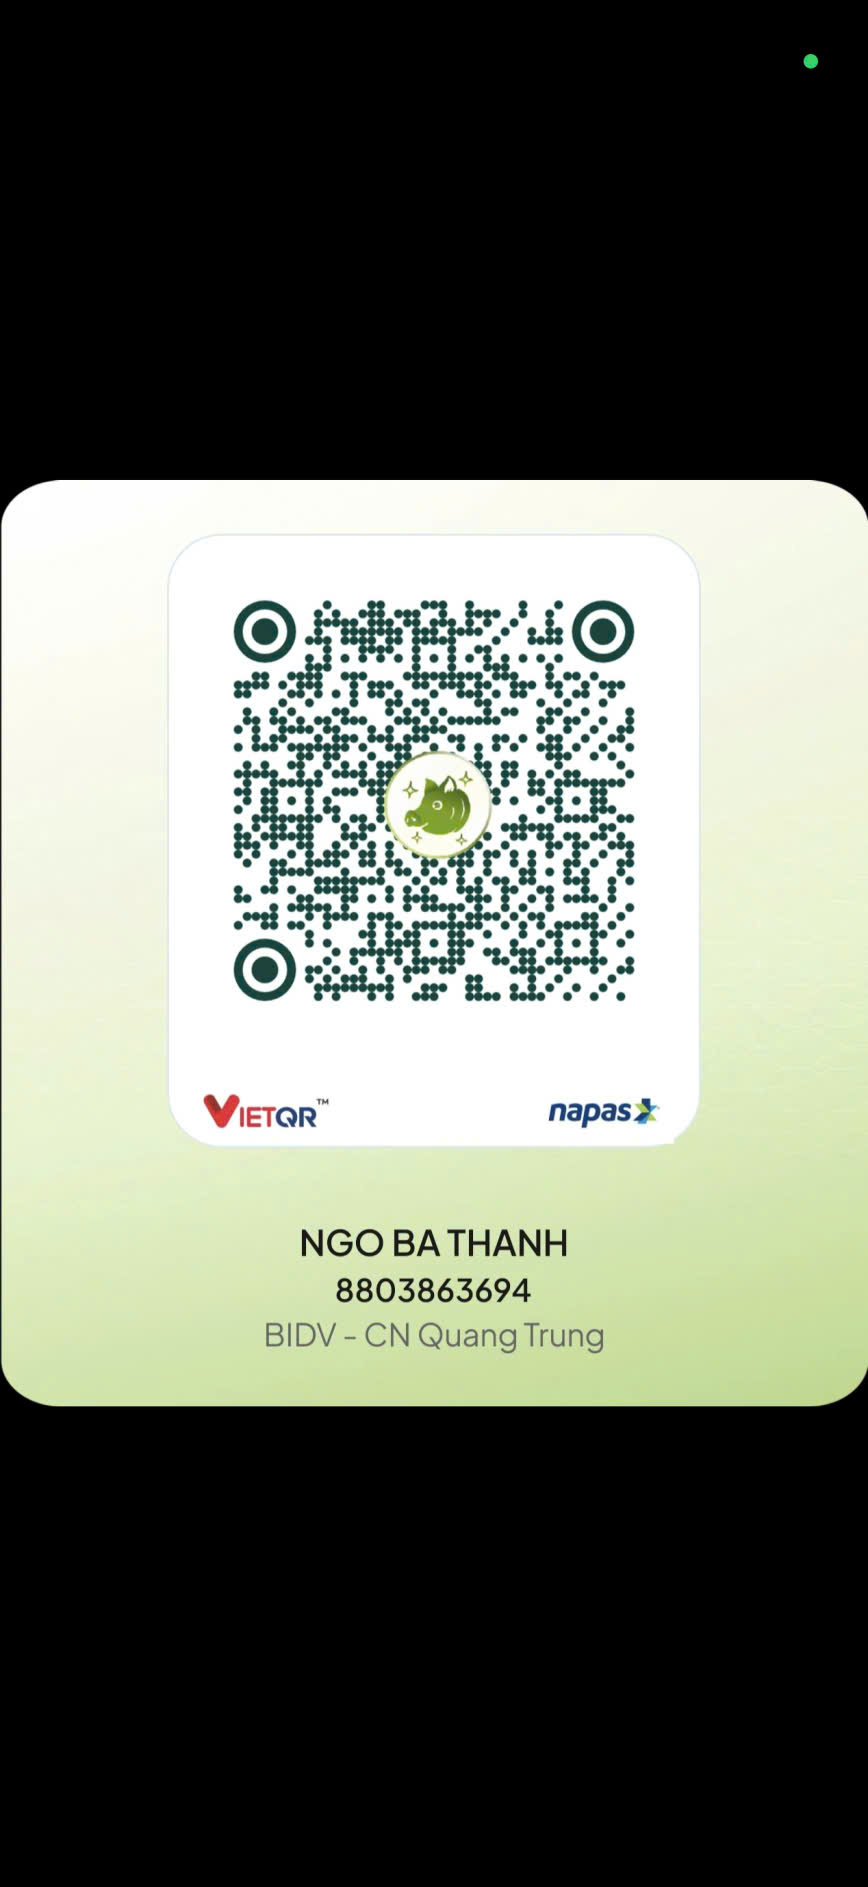 VIETQR™
napas
NGO BA THANH
8803863694
BIDV - CN Quang Trung